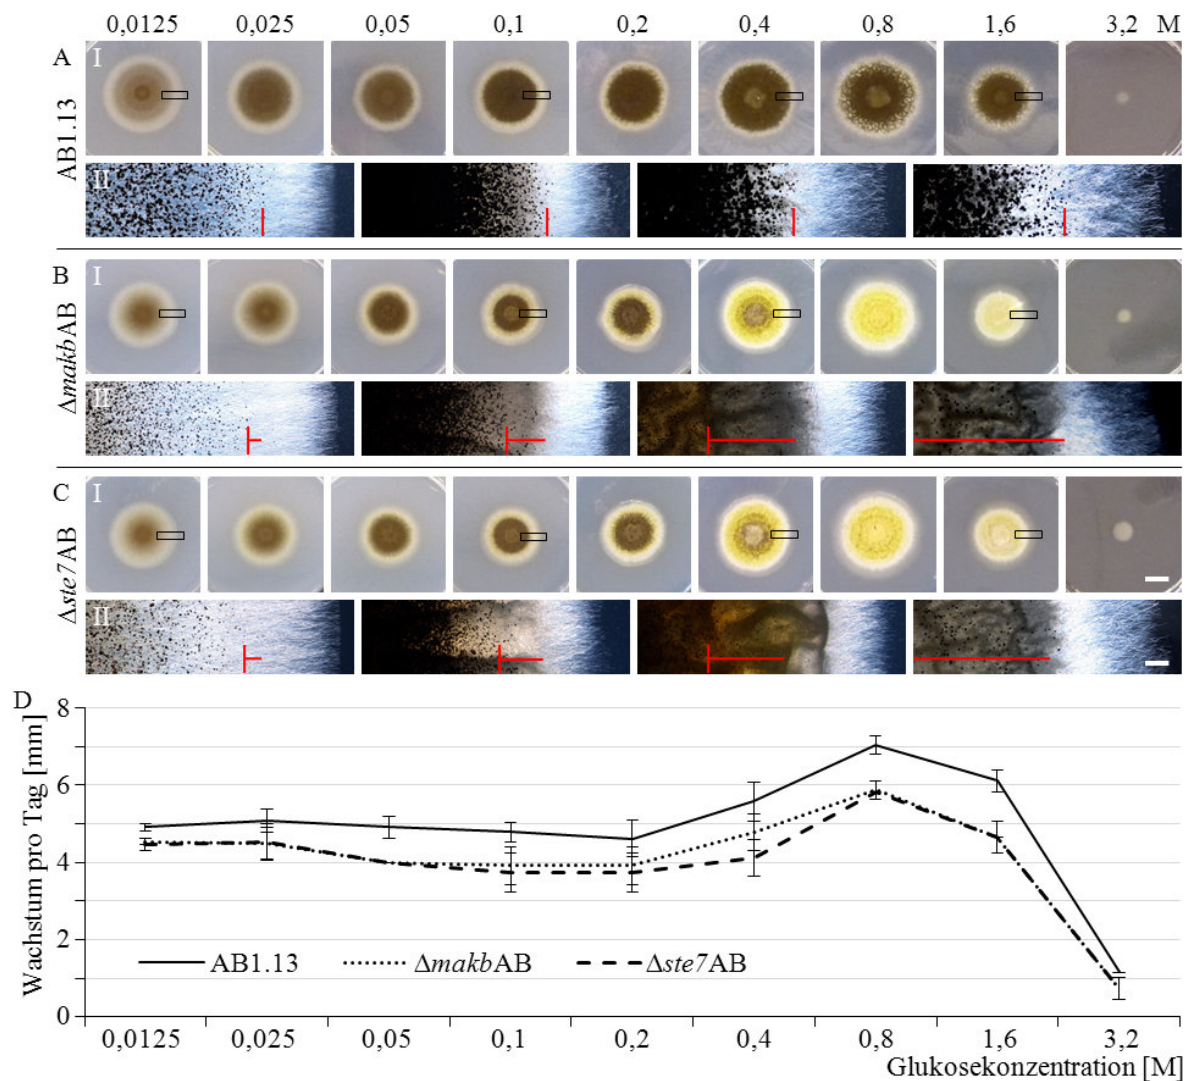 0,0125 0,025 0,05 0,1 0,2 0,4 0,8 1,6 3,2 M
A I
AB1.13
II
B I
ΔmakbAB
II
C I
Δste7AB
II
D
Wachstum pro Tag [mm]
8
6
4
2
0
AB1.13 ΔmakbAB Δste7AB
0,0125 0,025 0,05 0,1 0,2 0,4 0,8 1,6 3,2
Glukosekonzentration [M]